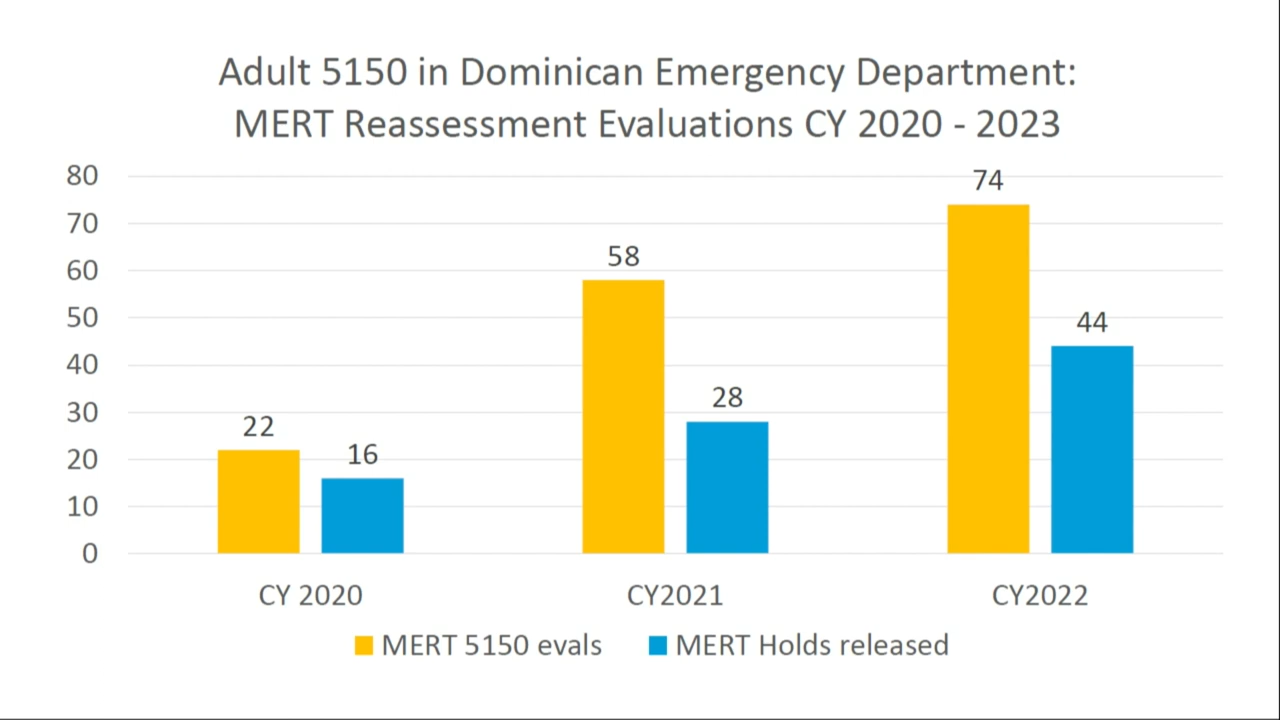 Adult 5150 in Dominican Emergency Department:
MERT Reassessment Evaluations CY 2020 - 2023
80
70
60
50
40
30
20
10
0
22
16
58
28
74
44
CY 2020
CY2021
CY2022
MERT 5150 evals
MERT Holds released